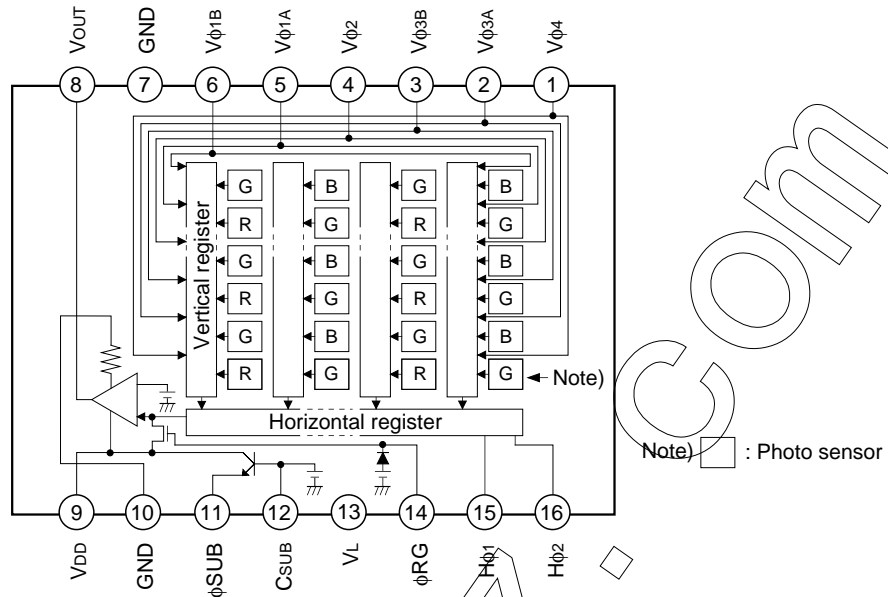 VOUT GND Vϕ1B Vϕ1A Vϕ2 Vϕ3B Vϕ3A Vϕ4
8 7 6 5 4 3 2 1
Vertical register
G B G B
R G R G
G B G B
R G R G
G B G B
R G R G Note)
Horizontal register
Note) : Photo sensor
9 10 11 12 13 14 15 16
VDD GND ϕSUB CSUB VL ϕRG Hϕ1 Hϕ2
.com